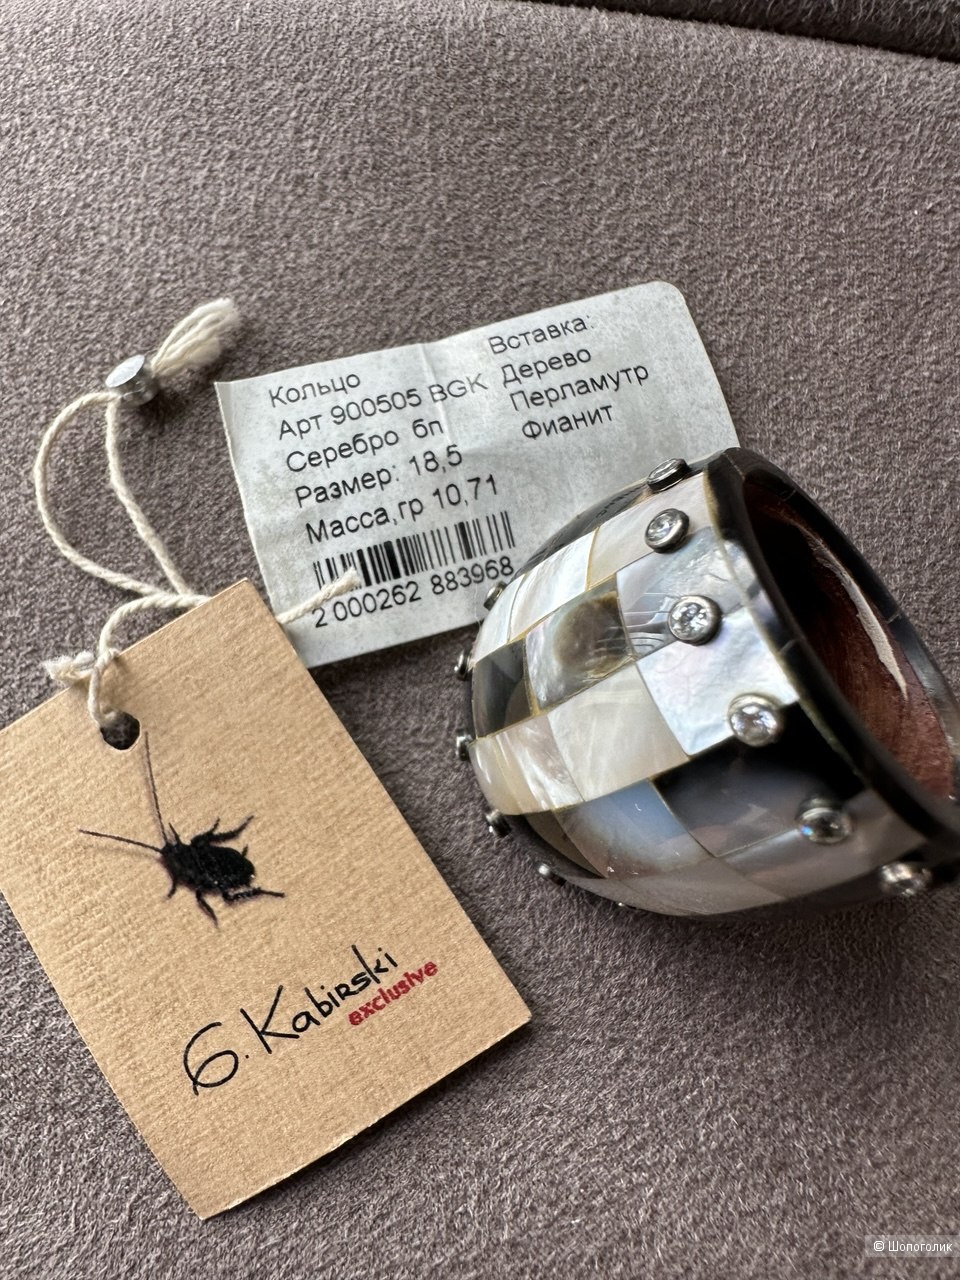 Кольцо
Арт 900505 BGK
Серебро бп
Размер: 18,5
Масса,гр 10,71
2 000262 883968
Вставка:
Дерево
Перламутр
Фианит
G. Kabirski
exclusive
© Шопоголик